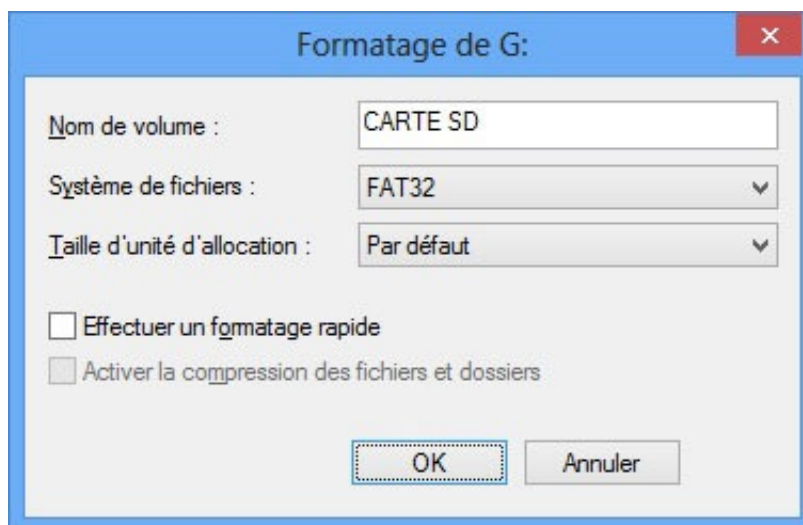 Formatage de G:
Nom de volume : CARTE SD
Système de fichiers : FAT32
Taille d'unité d'allocation : Par défaut
Effectuer un formatage rapide
Activer la compression des fichiers et dossiers
OK Annuler